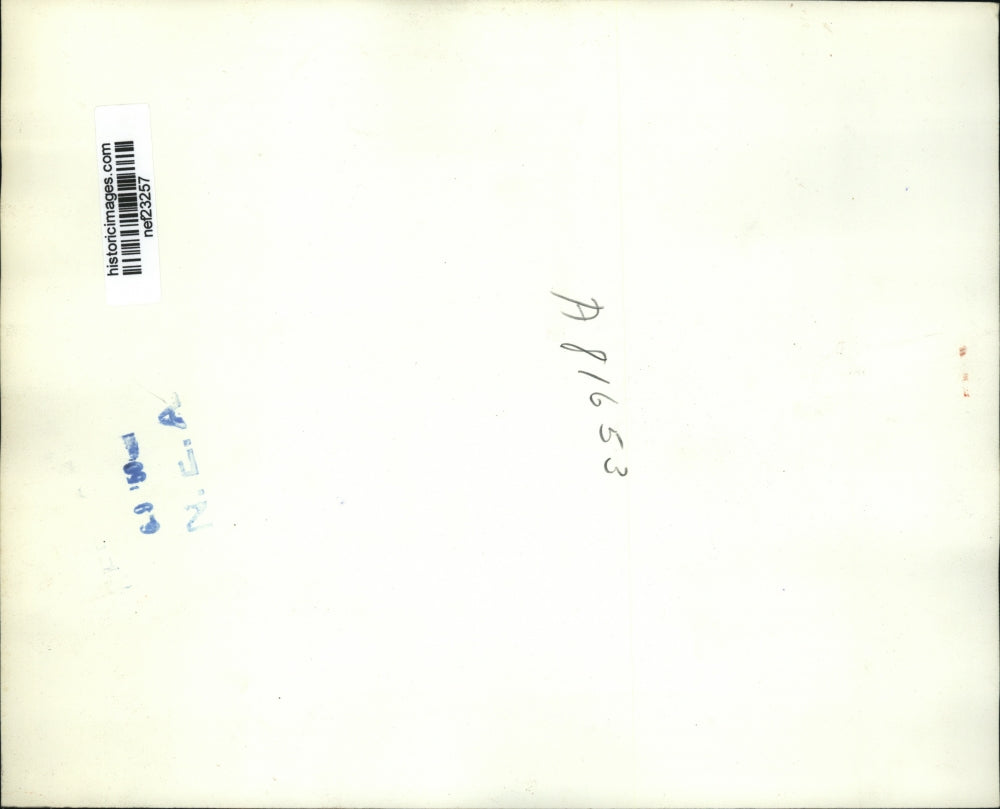 historicimages.com
nef23257
N.E.A
A81653